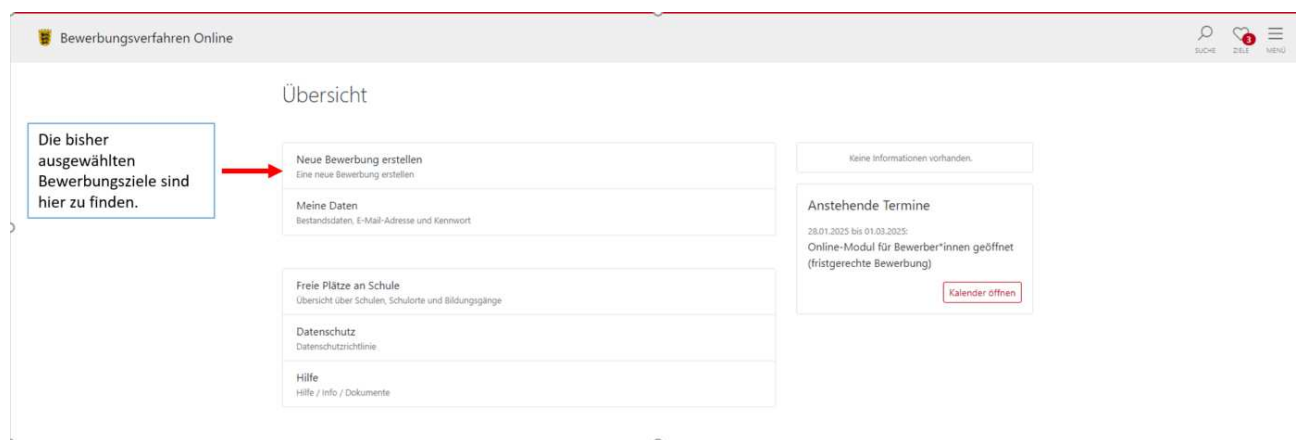 Bewerbungsverfahren Online
SUCHE
3
ZIELE
MENÜ
Übersicht
Die bisher
ausgewählten
Bewerbungsziele sind
hier zu finden.
Neue Bewerbung erstellen
Eine neue Bewerbung erstellen
Meine Daten
Bestandsdaten, E-Mail-Adresse und Kennwort
Freie Plätze an Schule
Übersicht über Schulen, Schulorte und Bildungsgänge
Datenschutz
Datenschutzrichtlinie
Hilfe
Hilfe / Info / Dokumente
Keine Informationen vorhanden.
Anstehende Termine
28.01.2025 bis 01.03.2025:
Online-Modul für Bewerber*innen geöffnet
(fristgerechte Bewerbung)
Kalender öffnen